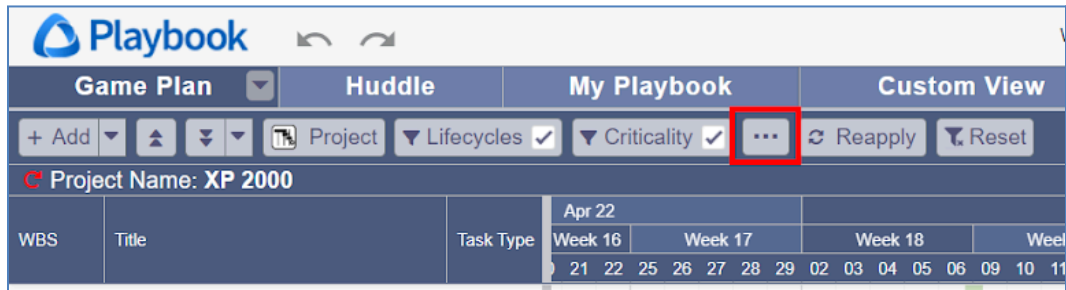 Playbook
Game Plan Huddle My Playbook Custom View
+ Add Project Lifecycles Criticality ... Reapply Reset
Project Name: XP 2000
Apr 22
WBS Title Task Type Week 16 Week 17 Week 18
21 22 25 26 27 28 29 02 03 04 05 06 09 10 11